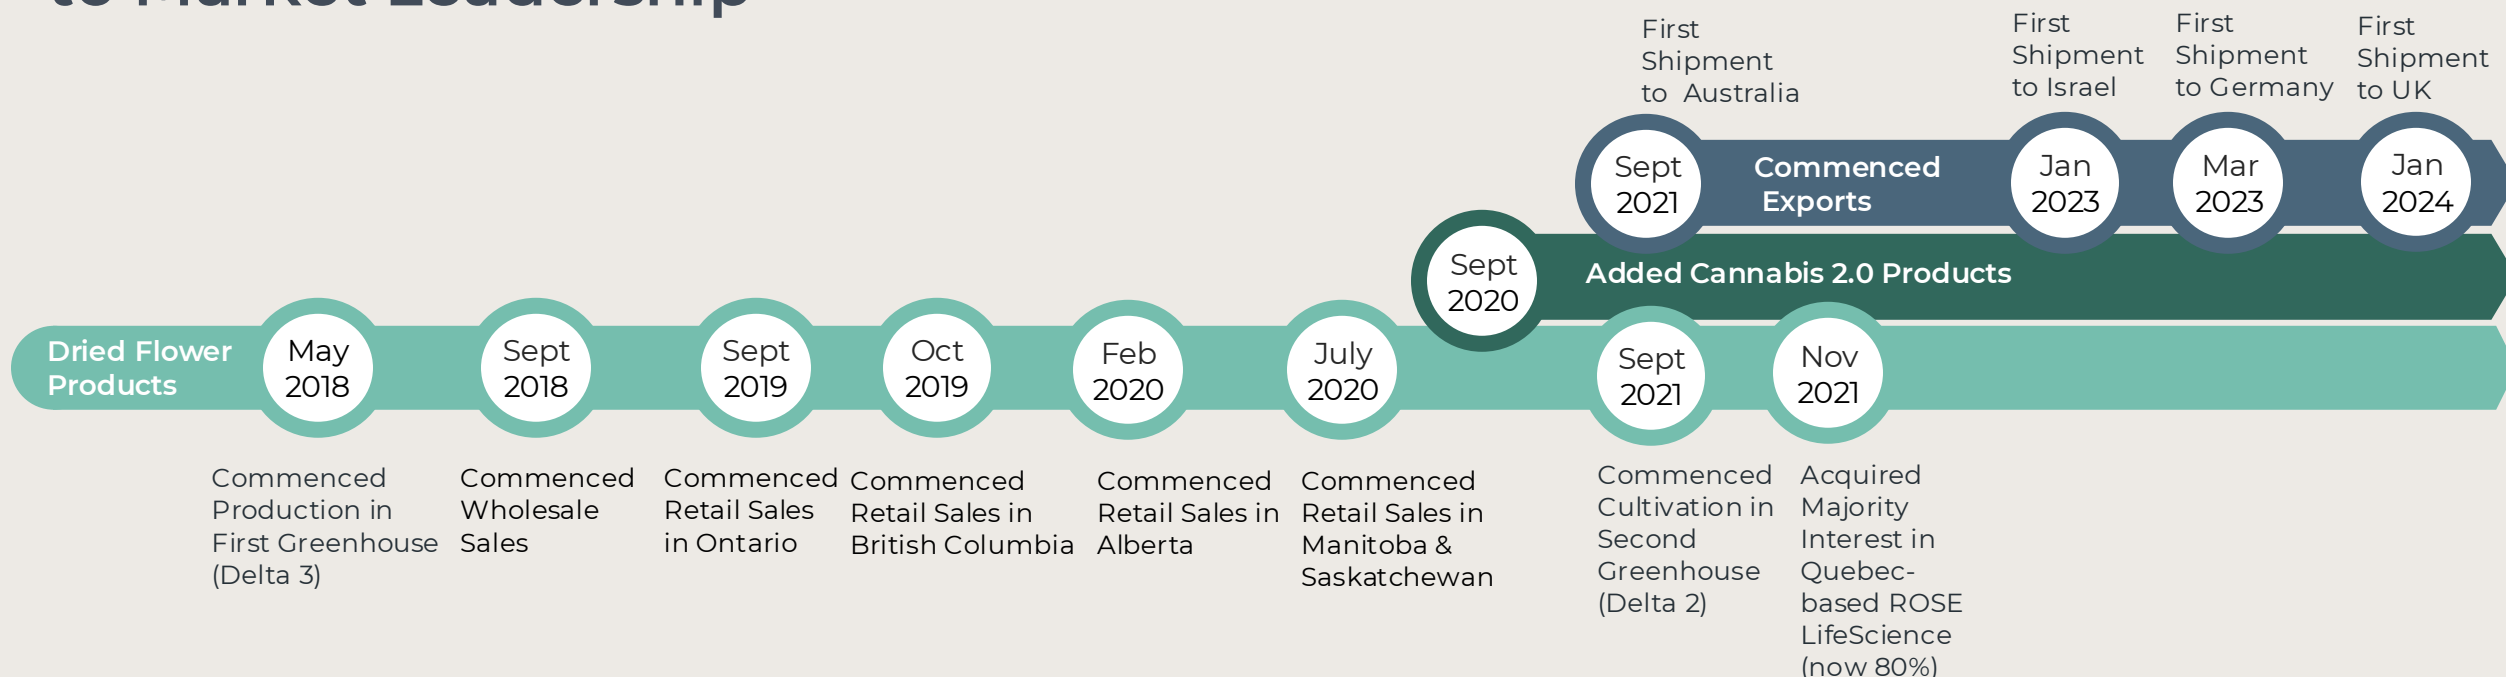 to Market Leadership
First
Shipment
to Australia
First
Shipment
to Israel
First
Shipment
to Germany
First
Shipment
to UK
Sept
2021
Commenced
Exports
Jan
2023
Mar
2023
Jan
2024
Sept
2020
Added Cannabis 2.0 Products
Dried Flower
Products
May
2018
Sept
2018
Sept
2019
Oct
2019
Feb
2020
July
2020
Sept
2021
Nov
2021
Commenced
Production in
First Greenhouse
(Delta 3)
Commenced
Wholesale
Sales
Commenced
Retail Sales
in Ontario
Commenced
Retail Sales in
British Columbia
Commenced
Retail Sales in
Alberta
Commenced
Retail Sales in
Manitoba &
Saskatchewan
Commenced
Cultivation in
Second
Greenhouse
(Delta 2)
Acquired
Majority
Interest in
Quebec-
based ROSE
LifeScience
(now 80%)